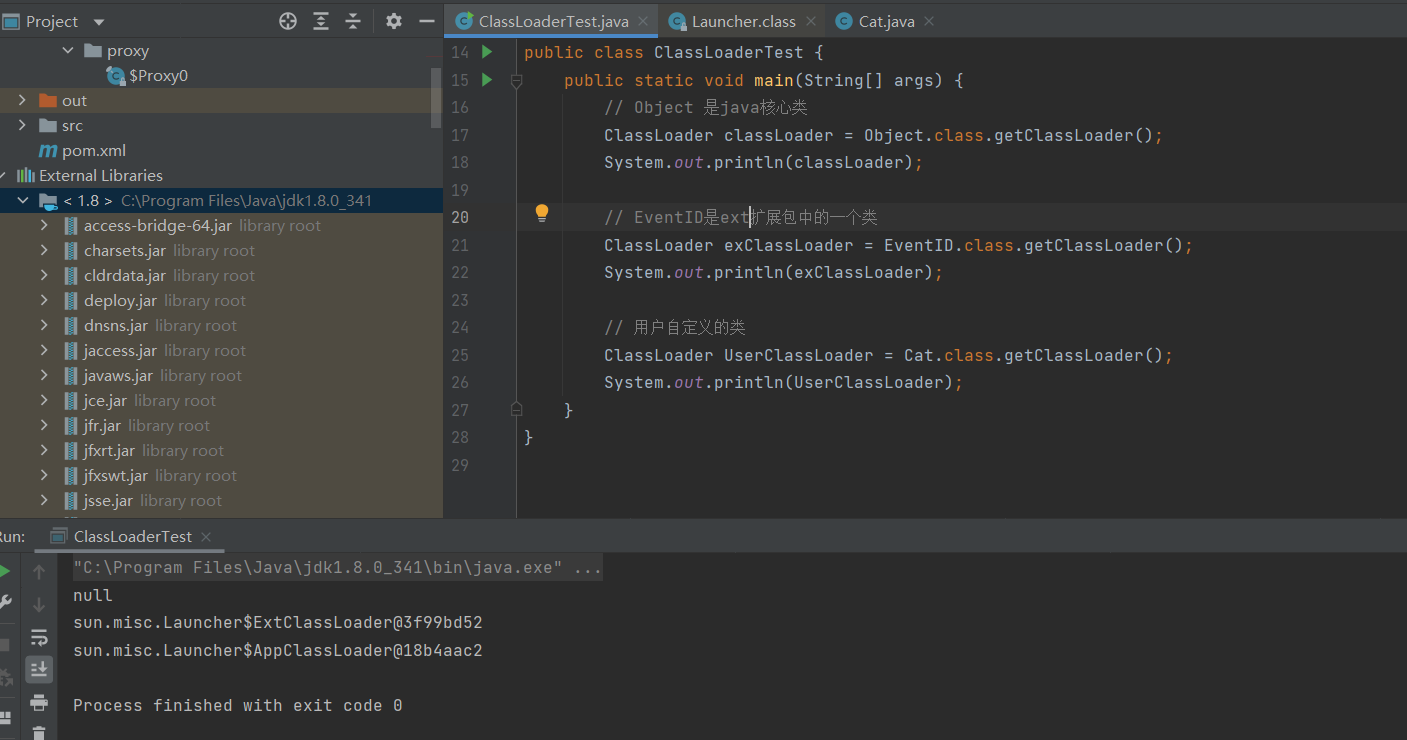 Project
proxy
$Proxy0
out
src
pom.xml
External Libraries
< 1.8 > C:\Program Files\Java\jdk1.8.0_341
access-bridge-64.jar library root
charsets.jar library root
cldrdata.jar library root
deploy.jar library root
dnsns.jar library root
jaccess.jar library root
javaws.jar library root
jce.jar library root
jfr.jar library root
jfxrt.jar library root
jfxswt.jar library root
jsse.jar library root
ClassLoaderTest.java Launcher.class Cat.java
14 public class ClassLoaderTest {
15 public static void main(String[] args) {
16 // Object 是java核心类
17 ClassLoader classLoader = Object.class.getClassLoader();
18 System.out.println(classLoader);
19
20 // EventID是ext扩展包中的一个类
21 ClassLoader exClassLoader = EventID.class.getClassLoader();
22 System.out.println(exClassLoader);
23
24 // 用户自定义的类
25 ClassLoader UserClassLoader = Cat.class.getClassLoader();
26 System.out.println(UserClassLoader);
27 }
28 }
29
un: ClassLoaderTest
"C:\Program Files\Java\jdk1.8.0_341\bin\java.exe" ...
null
sun.misc.Launcher$ExtClassLoader@3f99bd52
sun.misc.Launcher$AppClassLoader@18b4aac2
Process finished with exit code 0